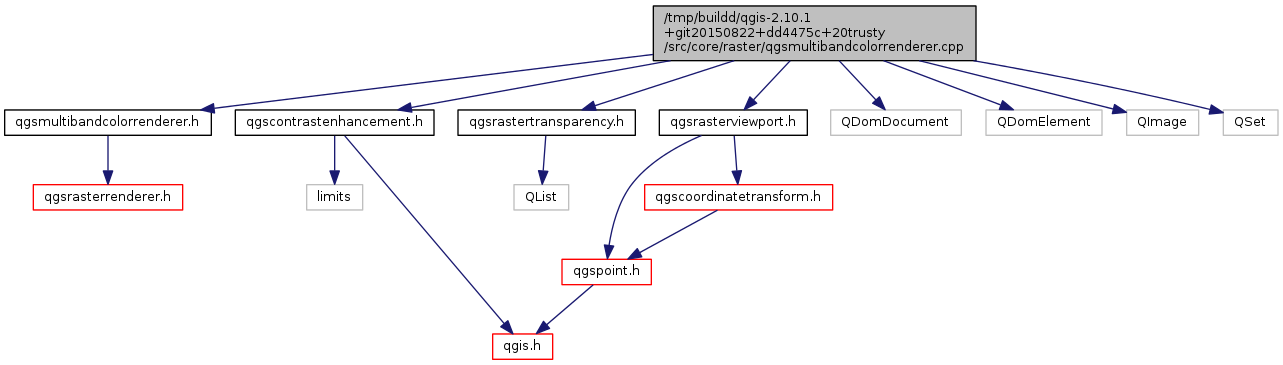 /tmp/buildd/qgis-2.10.1
+git20150822+dd4475c+20trusty
/src/core/raster/qgsmultibandcolorrenderer.cpp
qgsmultibandcolorrenderer.h
qgscontrastenhancement.h
qgsrastertransparency.h
qgsrasterviewport.h
QDomDocument
QDomElement
QImage
QSet
qgsrasterrenderer.h
limits
QList
qgscoordinatetransform.h
qgspoint.h
qgis.h